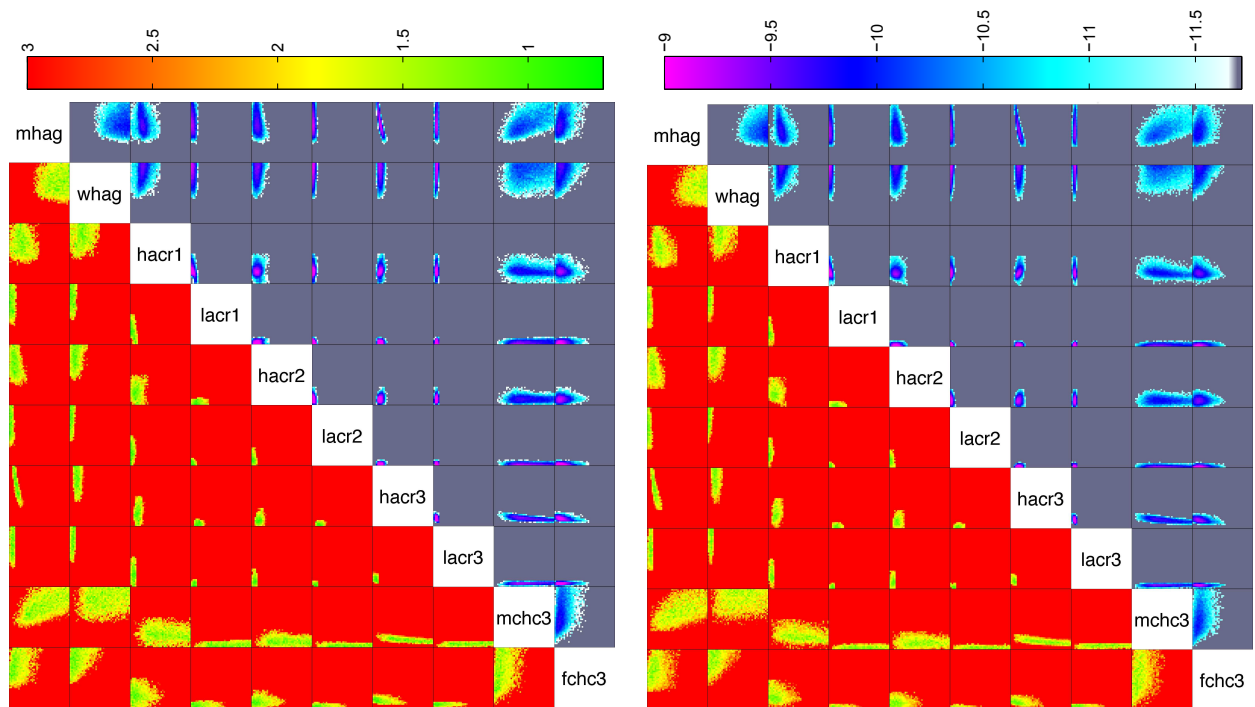 3 2.5 2 1.5 1
-9 -9.5 -10 -10.5 -11 -11.5
mhag mhag
whag whag
hacr1 hacr1
lacr1 lacr1
hacr2 hacr2
lacr2 lacr2
hacr3 hacr3
lacr3 lacr3
mchc3 mchc3
fchc3 fchc3